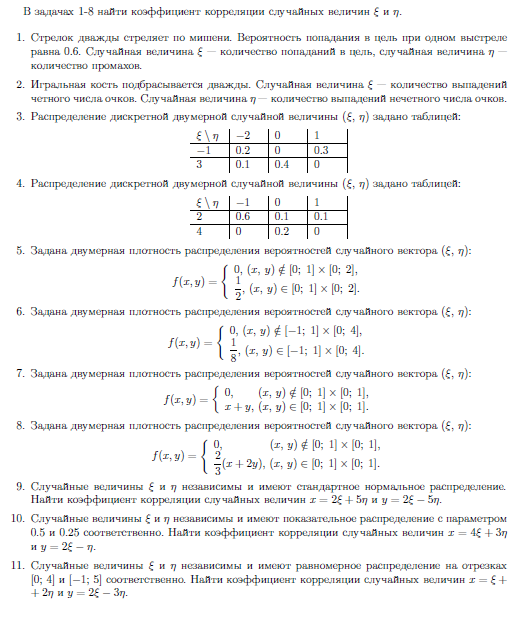 В задачах 1-8 найти коэффициент корреляции случайных величин ξ и η.
1. Стрелок дважды стреляет по мишени. Вероятность попадания в цель при одном выстреле
равна 0.6. Случайная величина ξ — количество попаданий в цель, случайная величина η —
количество промахов.
2. Игральная кость подбрасывается дважды. Случайная величина ξ — количество выпадений
четного числа очков. Случайная величина η — количество выпадений нечетного числа очков.
3. Распределение дискретной двумерной случайной величины (ξ, η) задано таблицей:
ξ \ η −2 0 1
−1 0.2 0 0.3
3 0.1 0.4 0
4. Распределение дискретной двумерной случайной величины (ξ, η) задано таблицей:
ξ \ η −1 0 1
2 0.6 0.1 0.1
4 0 0.2 0
5. Задана двумерная плотность распределения вероятностей случайного вектора (ξ, η):
f(x, y) = { 0, (x, y) ∉ [0; 1] × [0; 2],
1/2, (x, y) ∈ [0; 1] × [0; 2].
6. Задана двумерная плотность распределения вероятностей случайного вектора (ξ, η):
f(x, y) = { 0, (x, y) ∉ [−1; 1] × [0; 4],
1/8, (x, y) ∈ [−1; 1] × [0; 4].
7. Задана двумерная плотность распределения вероятностей случайного вектора (ξ, η):
f(x, y) = { 0, (x, y) ∉ [0; 1] × [0; 1],
x + y, (x, y) ∈ [0; 1] × [0; 1].
8. Задана двумерная плотность распределения вероятностей случайного вектора (ξ, η):
f(x, y) = { 0, (x, y) ∉ [0; 1] × [0; 1],
2/3(x + 2y), (x, y) ∈ [0; 1] × [0; 1].
9. Случайные величины ξ и η независимы и имеют стандартное нормальное распределение.
Найти коэффициент корреляции случайных величин x = 2ξ + 5η и y = 2ξ − 5η.
10. Случайные величины ξ и η независимы и имеют показательное распределение с параметром
0.5 и 0.25 соответственно. Найти коэффициент корреляции случайных величин x = 4ξ + 3η
и y = 2ξ − η.
11. Случайные величины ξ и η независимы и имеют равномерное распределение на отрезках
[0; 4] и [−1; 5] соответственно. Найти коэффициент корреляции случайных величин x = ξ +
+ 2η и y = 2ξ − 3η.